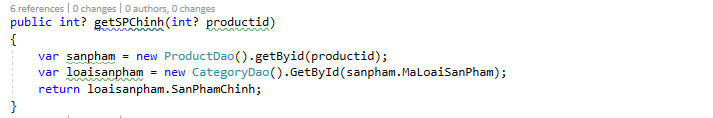 6 references | 0 changes | 0 authors, 0 changes
public int? getSPChinh(int? productid)
{
    var sanpham = new ProductDao().getByid(productid);
    var loaisanpham = new CategoryDao().GetById(sanpham.MaLoaiSanPham);
    return loaisanpham.SanPhamChinh;
}